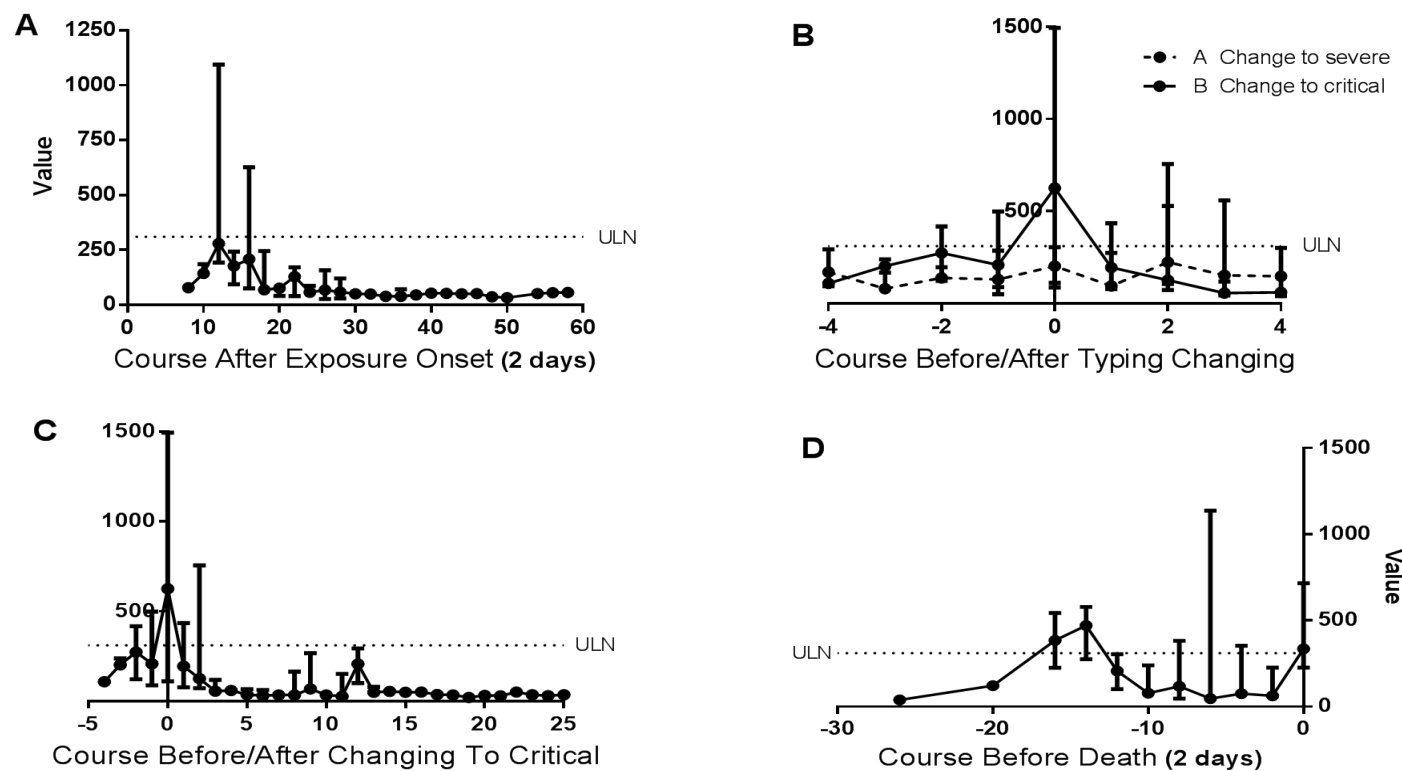 A
1250
1000
750
500
250
0
Value
ULN
0 10 20 30 40 50 60
Course After Exposure Onset (2 days)
B
1500
1000
500
A Change to severe
B Change to critical
ULN
-4 -2 0 2 4
Course Before/After Typing Changing
C
1500
1000
500
ULN
-5 0 5 10 15 20 25
Course Before/After Changing To Critical
D
1500
1000
500
0
Value
ULN
-30 -20 -10 0
Course Before Death (2 days)